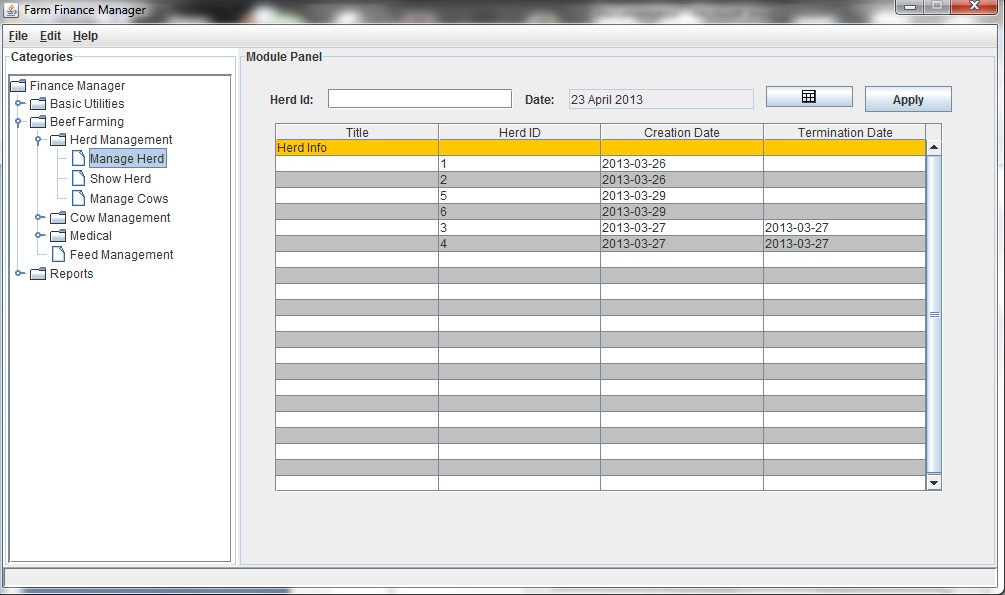 Farm Finance Manager
File Edit Help
Categories
Finance Manager
Basic Utilities
Beef Farming
Herd Management
Manage Herd
Show Herd
Manage Cows
Cow Management
Medical
Feed Management
Reports
Module Panel
Herd Id: Date: 23 April 2013 Apply
Title Herd ID Creation Date Termination Date
Herd Info
1 2013-03-26
2 2013-03-26
5 2013-03-29
6 2013-03-29
3 2013-03-27 2013-03-27
4 2013-03-27 2013-03-27